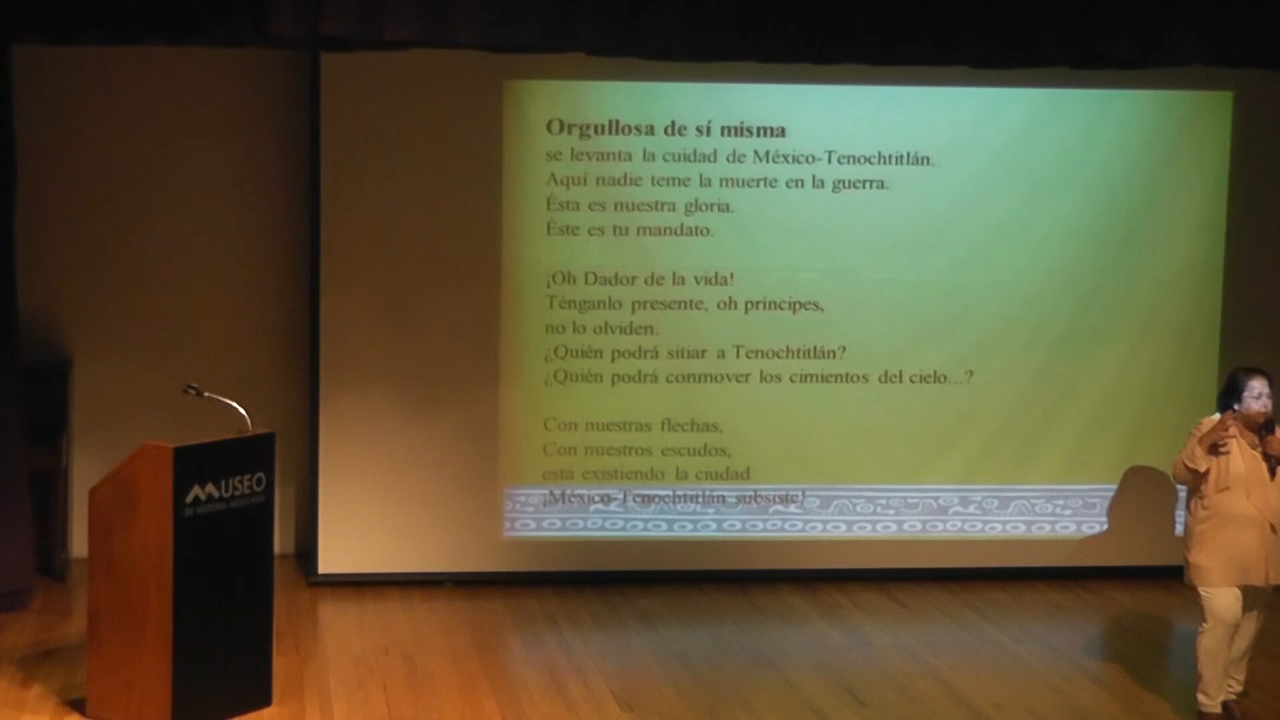 Orgullosa de sí misma
se levanta la cuidad de México-Tenochtitlán.
Aquí nadie teme la muerte en la guerra.
Ésta es nuestra gloria.
Éste es tu mandato.
¡Oh Dador de la vida!
Ténganlo presente, oh príncipes,
no lo olviden.
¿Quién podrá sitiar a Tenochtitlán?
¿Quién podrá conmover los cimientos del cielo...?
Con nuestras flechas,
Con nuestros escudos,
está existiendo la ciudad
¡México-Tenochtitlán subsiste!
MUSEO
DE HISTORIA MEXICANA